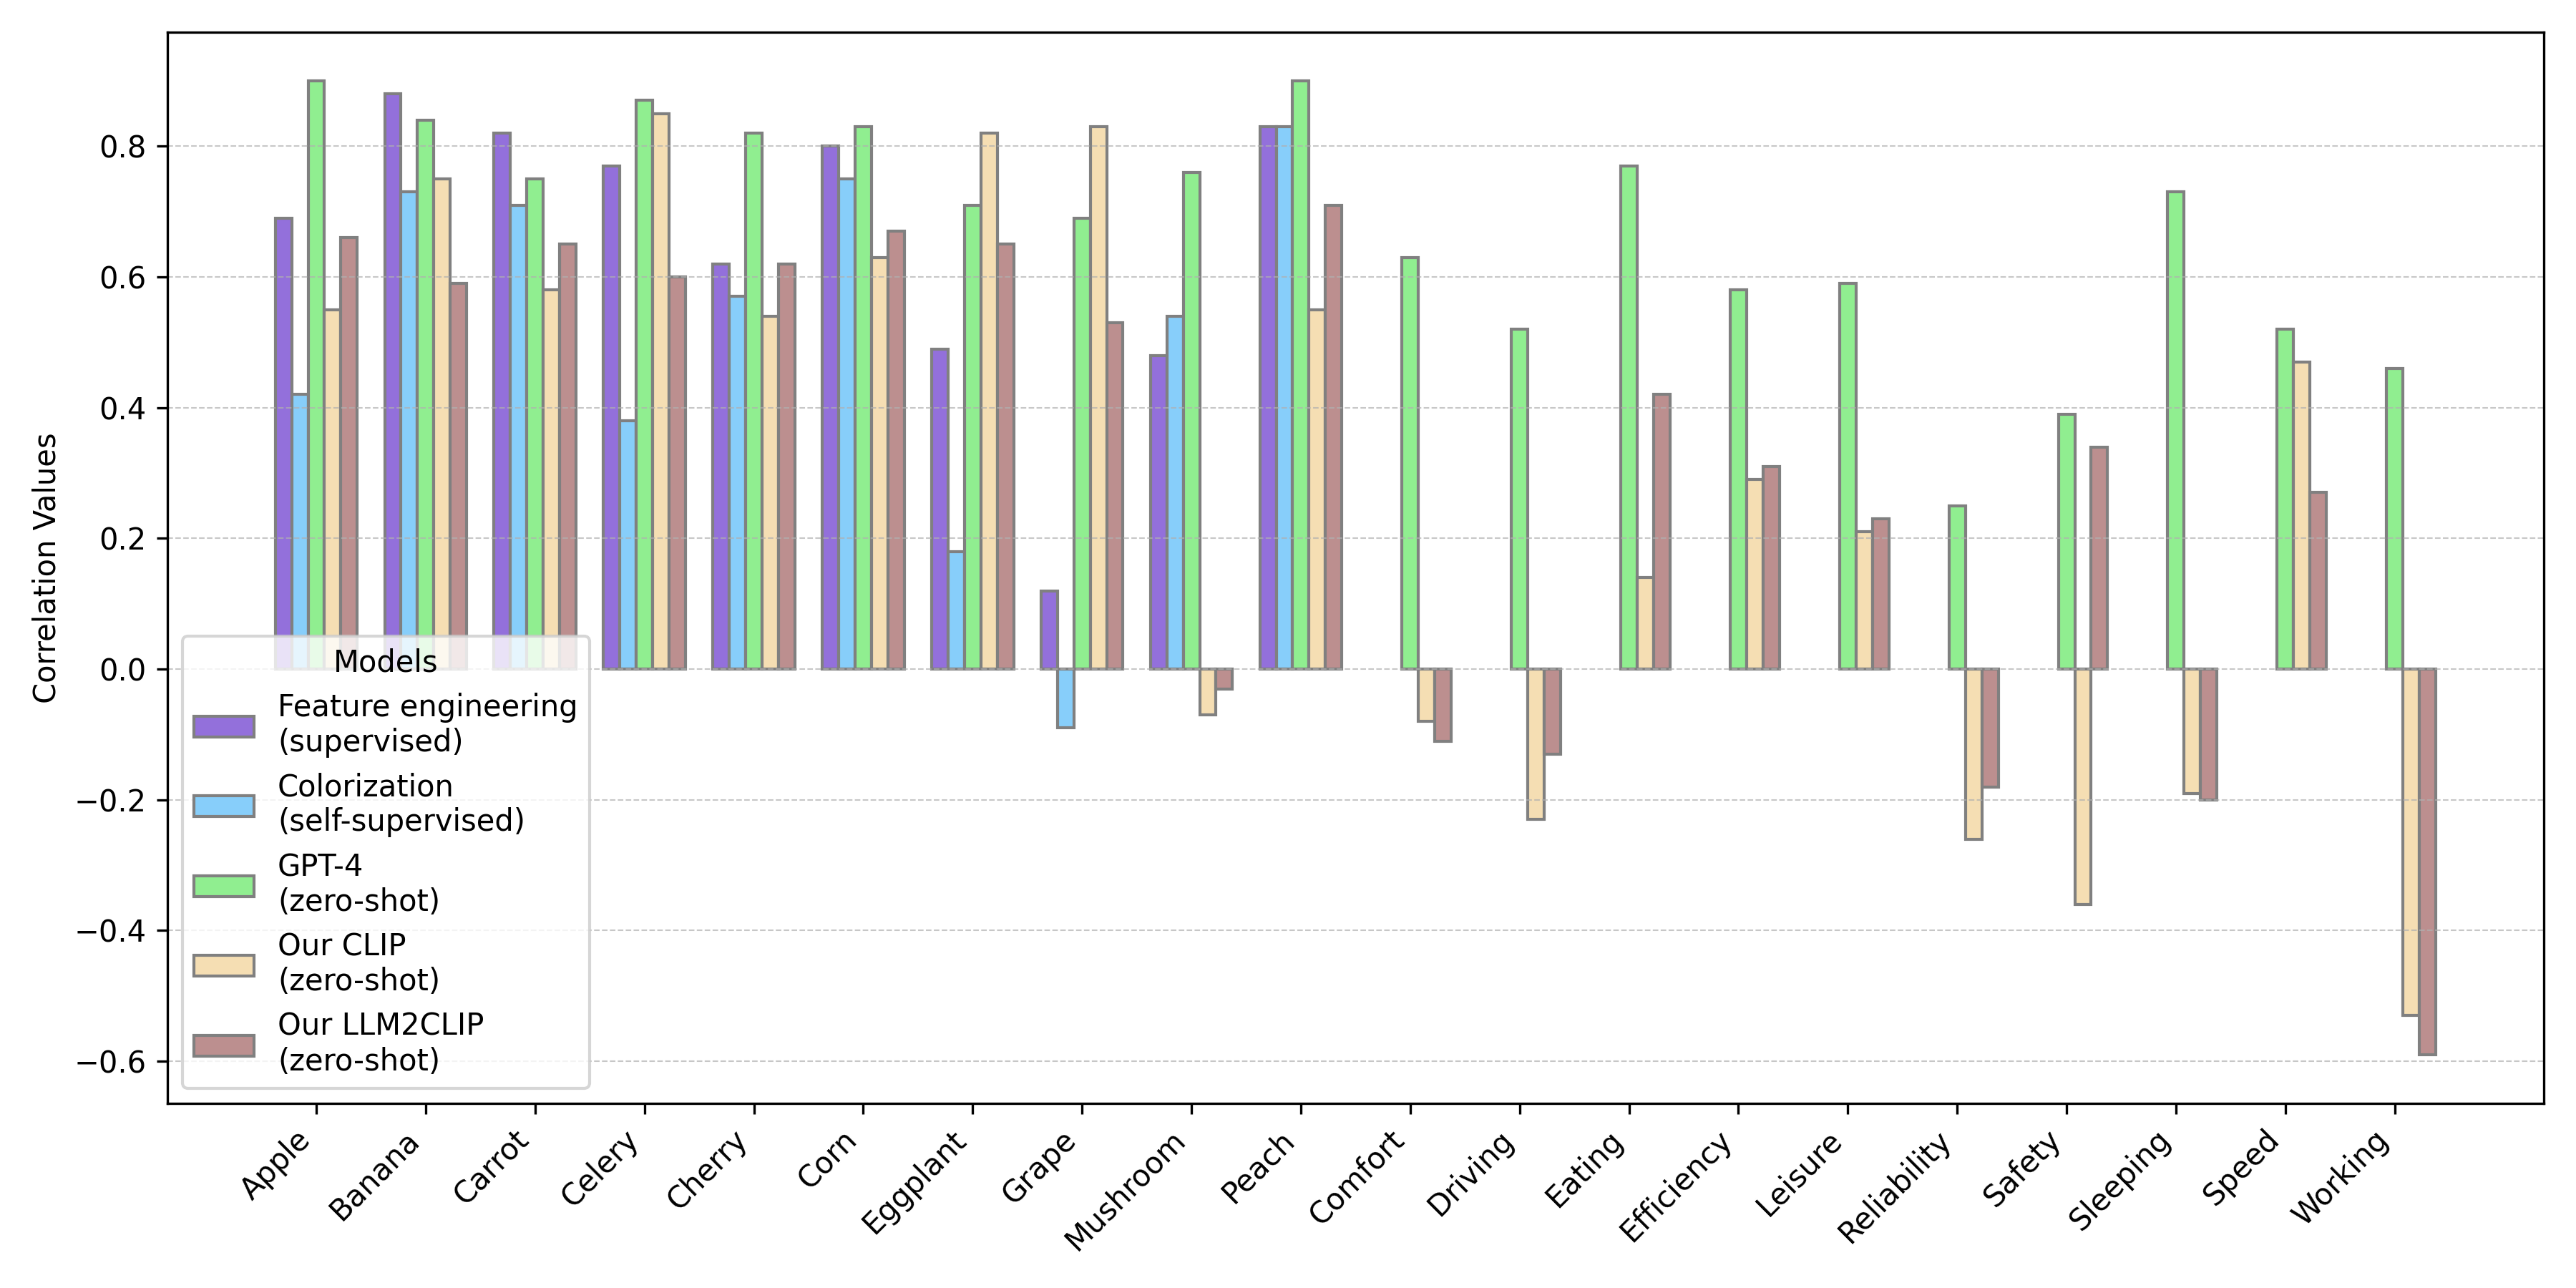 Correlation Values
0.8
0.6
0.4
0.2
0.0
−0.2
−0.4
−0.6
Models
Feature engineering
(supervised)
Colorization
(self-supervised)
GPT-4
(zero-shot)
Our CLIP
(zero-shot)
Our LLM2CLIP
(zero-shot)
Apple
Banana
Carrot
Celery
Cherry
Corn
Eggplant
Grape
Mushroom
Peach
Comfort
Driving
Eating
Efficiency
Leisure
Reliability
Safety
Sleeping
Speed
Working